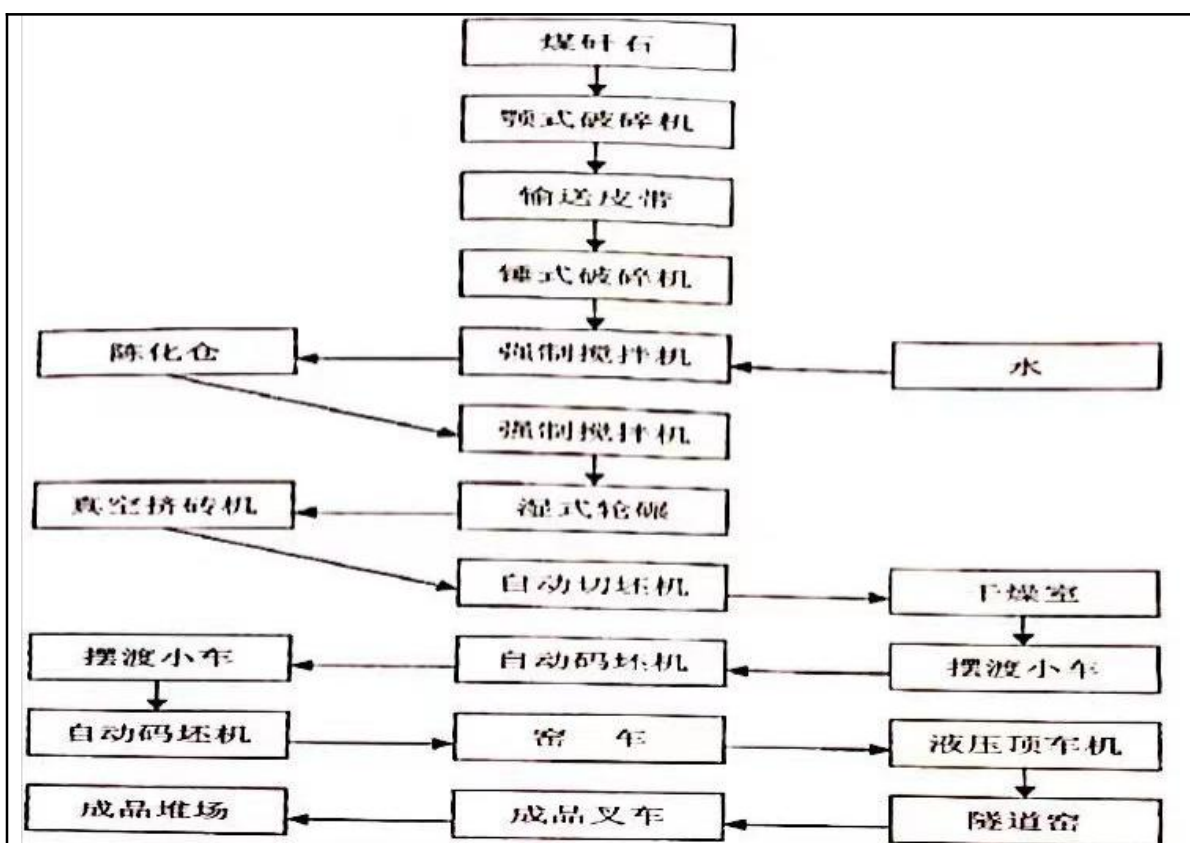 煤矸石
颚式破碎机
输送皮带
锤式破碎机
陈化仓
强制搅拌机
水
强制搅拌机
真空挤砖机
湿式轮碾
自动切坯机
干燥室
摆渡小车
自动码坯机
摆渡小车
自动码坯机
窑 车
液压顶车机
成品堆场
成品叉车
隧道窑